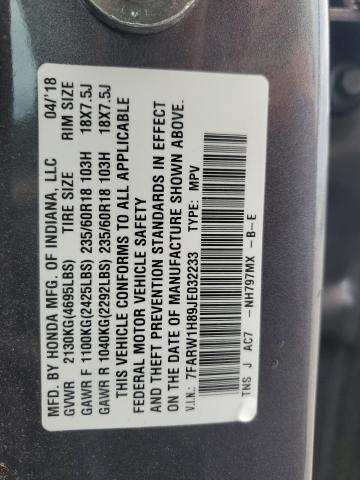 MFD. BY HONDA MFG. OF INDIANA, LLC 04/'18
GVWR 2130KG(4695LBS) TIRE SIZE RIM SIZE
GAWR F 1100KG(2425LBS) 235/60R18 103H 18X7.5J
GAWR R 1040KG(2292LBS) 235/60R18 103H 18X7.5J
THIS VEHICLE CONFORMS TO ALL APPLICABLE
FEDERAL MOTOR VEHICLE SAFETY
AND THEFT PREVENTION STANDARDS IN EFFECT
ON THE DATE OF MANUFACTURE SHOWN ABOVE.
V.I.N.: 7FARW1H89JE032233 TYPE: MPV
TNS J AC7 -NH797MX -B-E